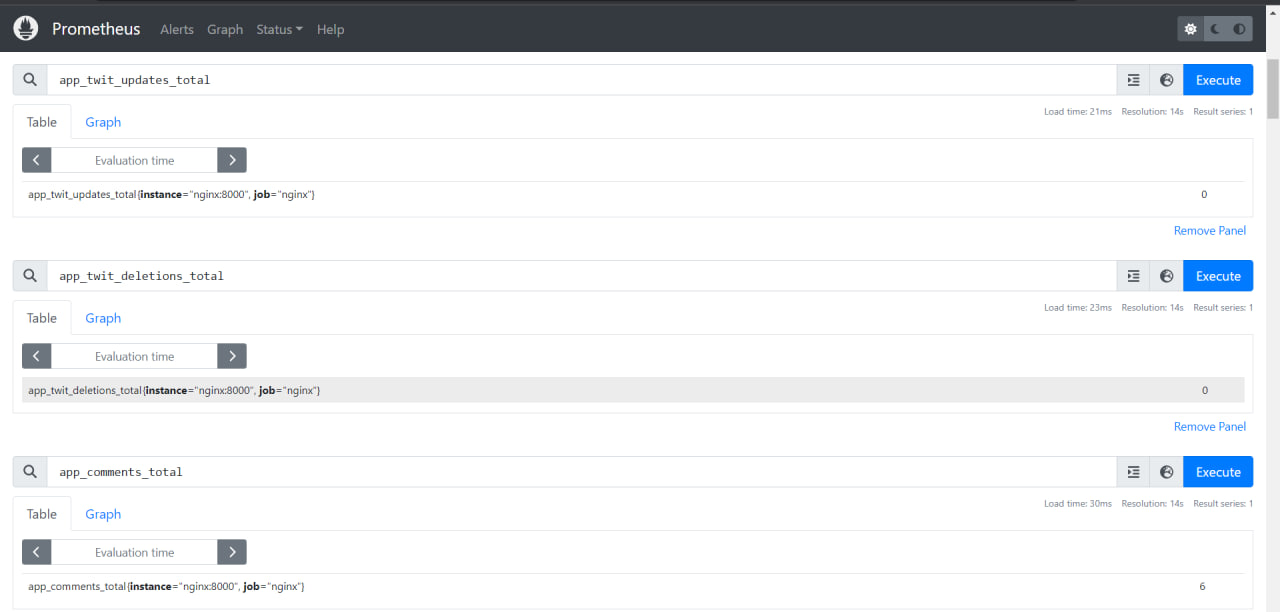 Prometheus Alerts Graph Status Help
app_twit_updates_total Execute
Load time: 21ms Resolution: 14s Result series: 1
Table Graph
Evaluation time
app_twit_updates_total{instance="nginx:8000", job="nginx"} 0
Remove Panel
app_twit_deletions_total Execute
Load time: 23ms Resolution: 14s Result series: 1
Table Graph
Evaluation time
app_twit_deletions_total{instance="nginx:8000", job="nginx"} 0
Remove Panel
app_comments_total Execute
Load time: 30ms Resolution: 14s Result series: 1
Table Graph
Evaluation time
app_comments_total{instance="nginx:8000", job="nginx"} 6